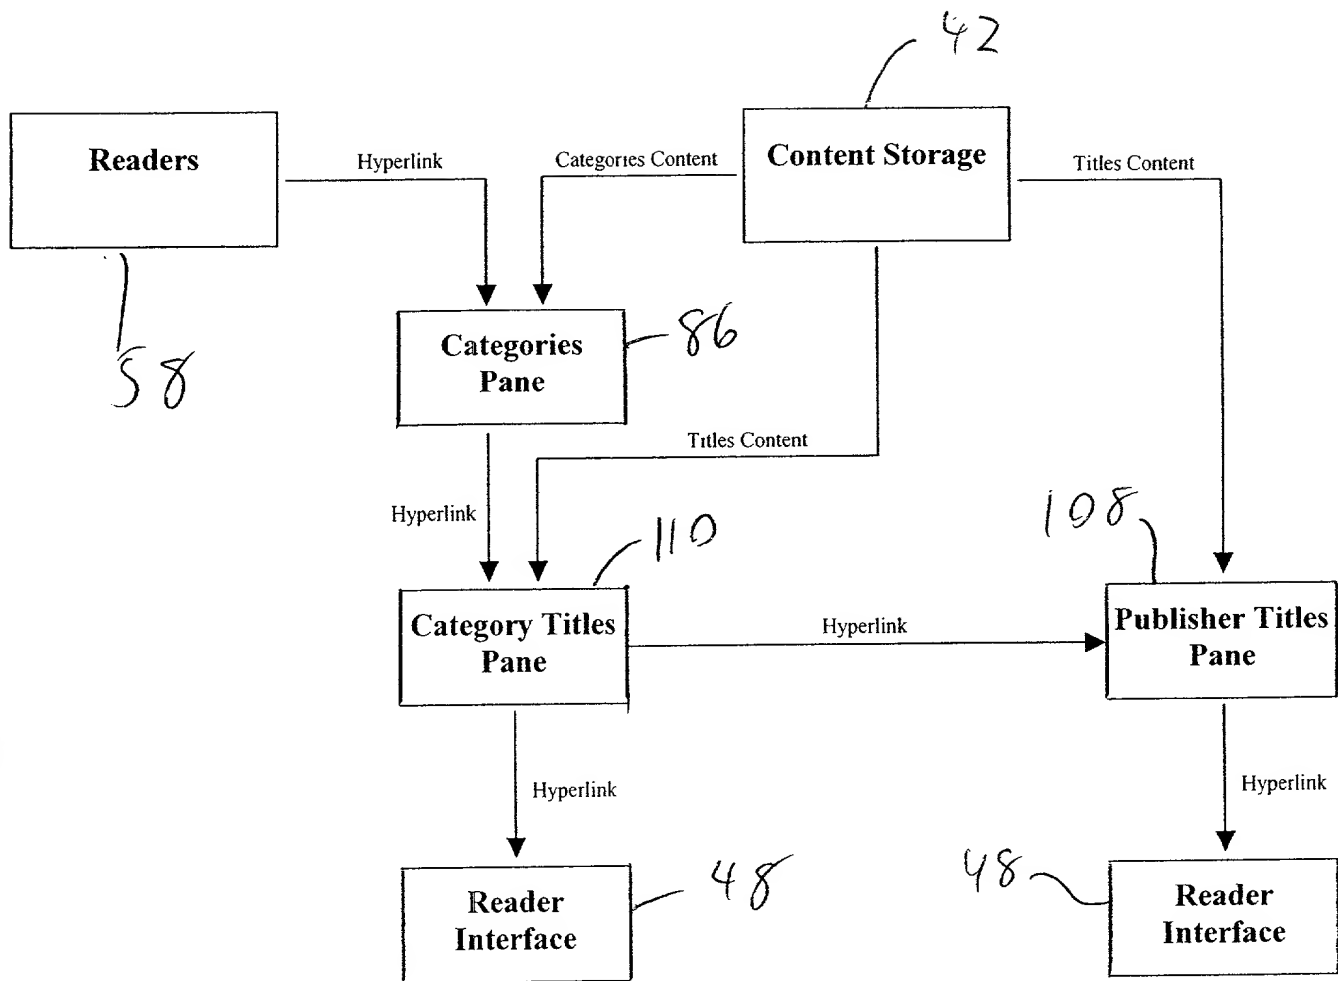 42
Readers
Hyperlink
Categories Content
Content Storage
Titles Content
58
Categories
Pane
86
Titles Content
Hyperlink
110
108
Category Titles
Pane
Hyperlink
Publisher Titles
Pane
Hyperlink
Hyperlink
Reader
Interface
48
48
Reader
Interface